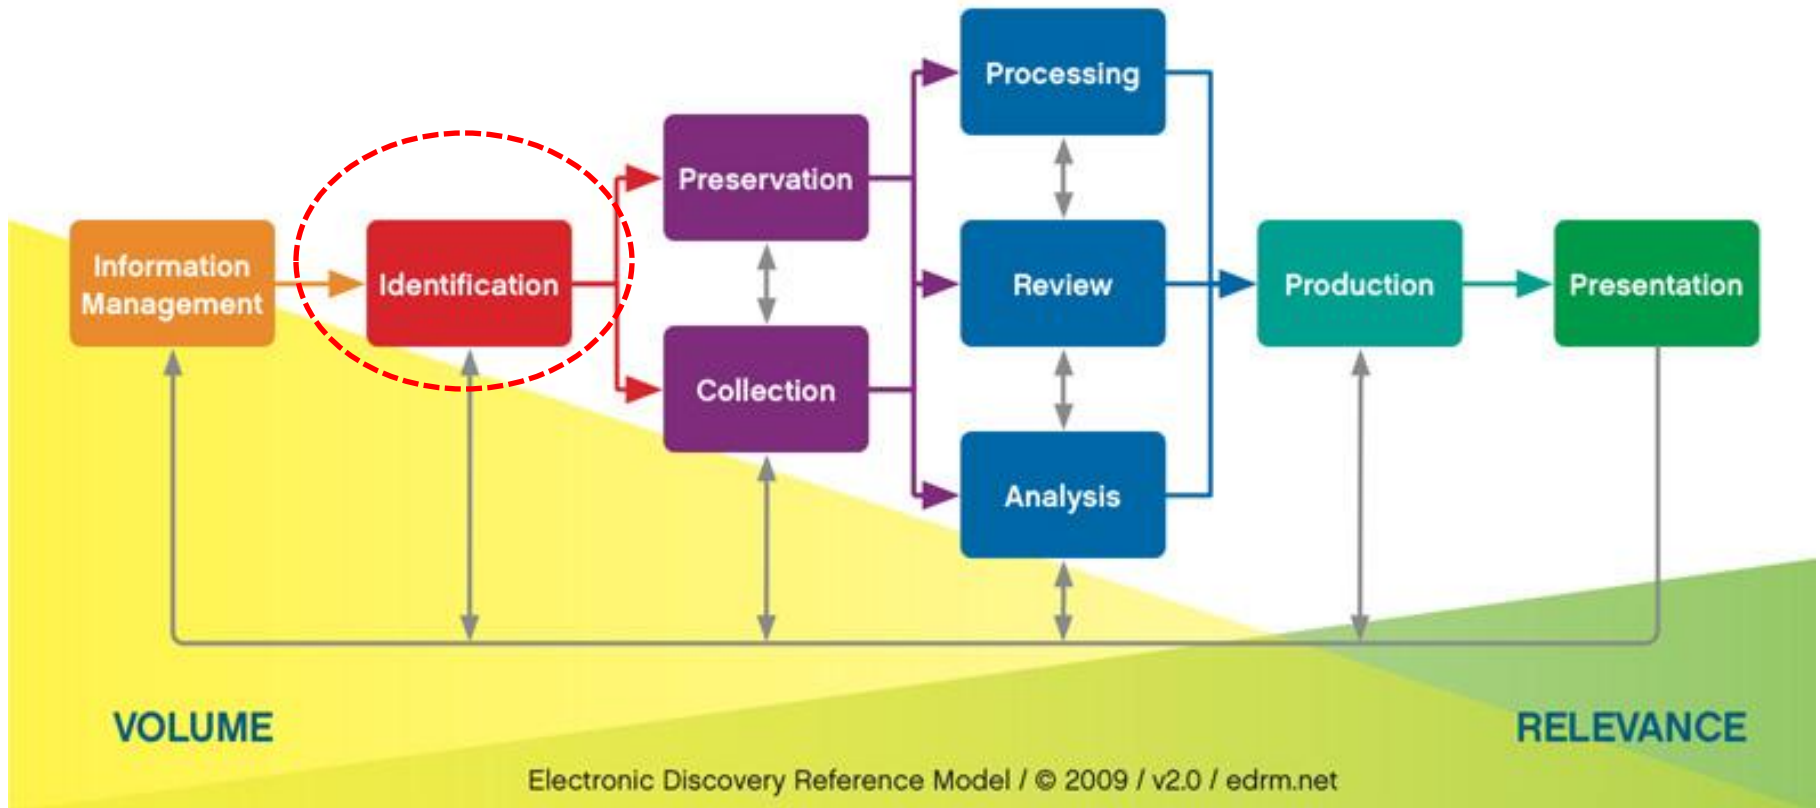 Processing
Preservation
Information
Management
Identification
Review
Production
Presentation
Collection
Analysis
VOLUME
RELEVANCE
Electronic Discovery Reference Model / © 2009 / v2.0 / edrm.net